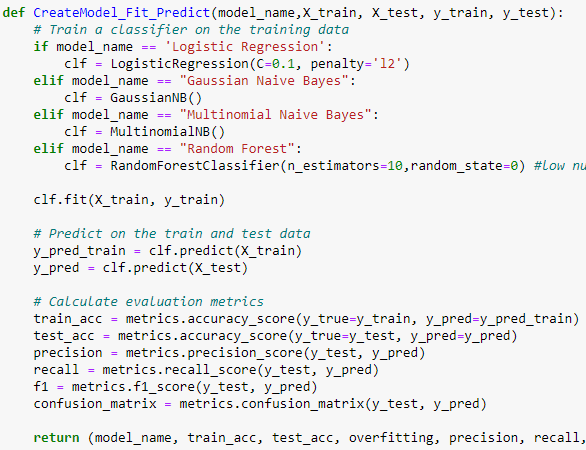 def CreateModel_Fit_Predict(model_name,X_train, X_test, y_train, y_test):
# Train a classifier on the training data
if model_name == 'Logistic Regression':
clf = LogisticRegression(C=0.1, penalty='l2')
elif model_name == "Gaussian Naive Bayes":
clf = GaussianNB()
elif model_name == "Multinomial Naive Bayes":
clf = MultinomialNB()
elif model_name == "Random Forest":
clf = RandomForestClassifier(n_estimators=10,random_state=0) #low nu
clf.fit(X_train, y_train)
# Predict on the train and test data
y_pred_train = clf.predict(X_train)
y_pred = clf.predict(X_test)
# Calculate evaluation metrics
train_acc = metrics.accuracy_score(y_true=y_train, y_pred=y_pred_train)
test_acc = metrics.accuracy_score(y_true=y_test, y_pred=y_pred)
precision = metrics.precision_score(y_test, y_pred)
recall = metrics.recall_score(y_test, y_pred)
f1 = metrics.f1_score(y_test, y_pred)
confusion_matrix = metrics.confusion_matrix(y_test, y_pred)
return (model_name, train_acc, test_acc, overfitting, precision, recall,